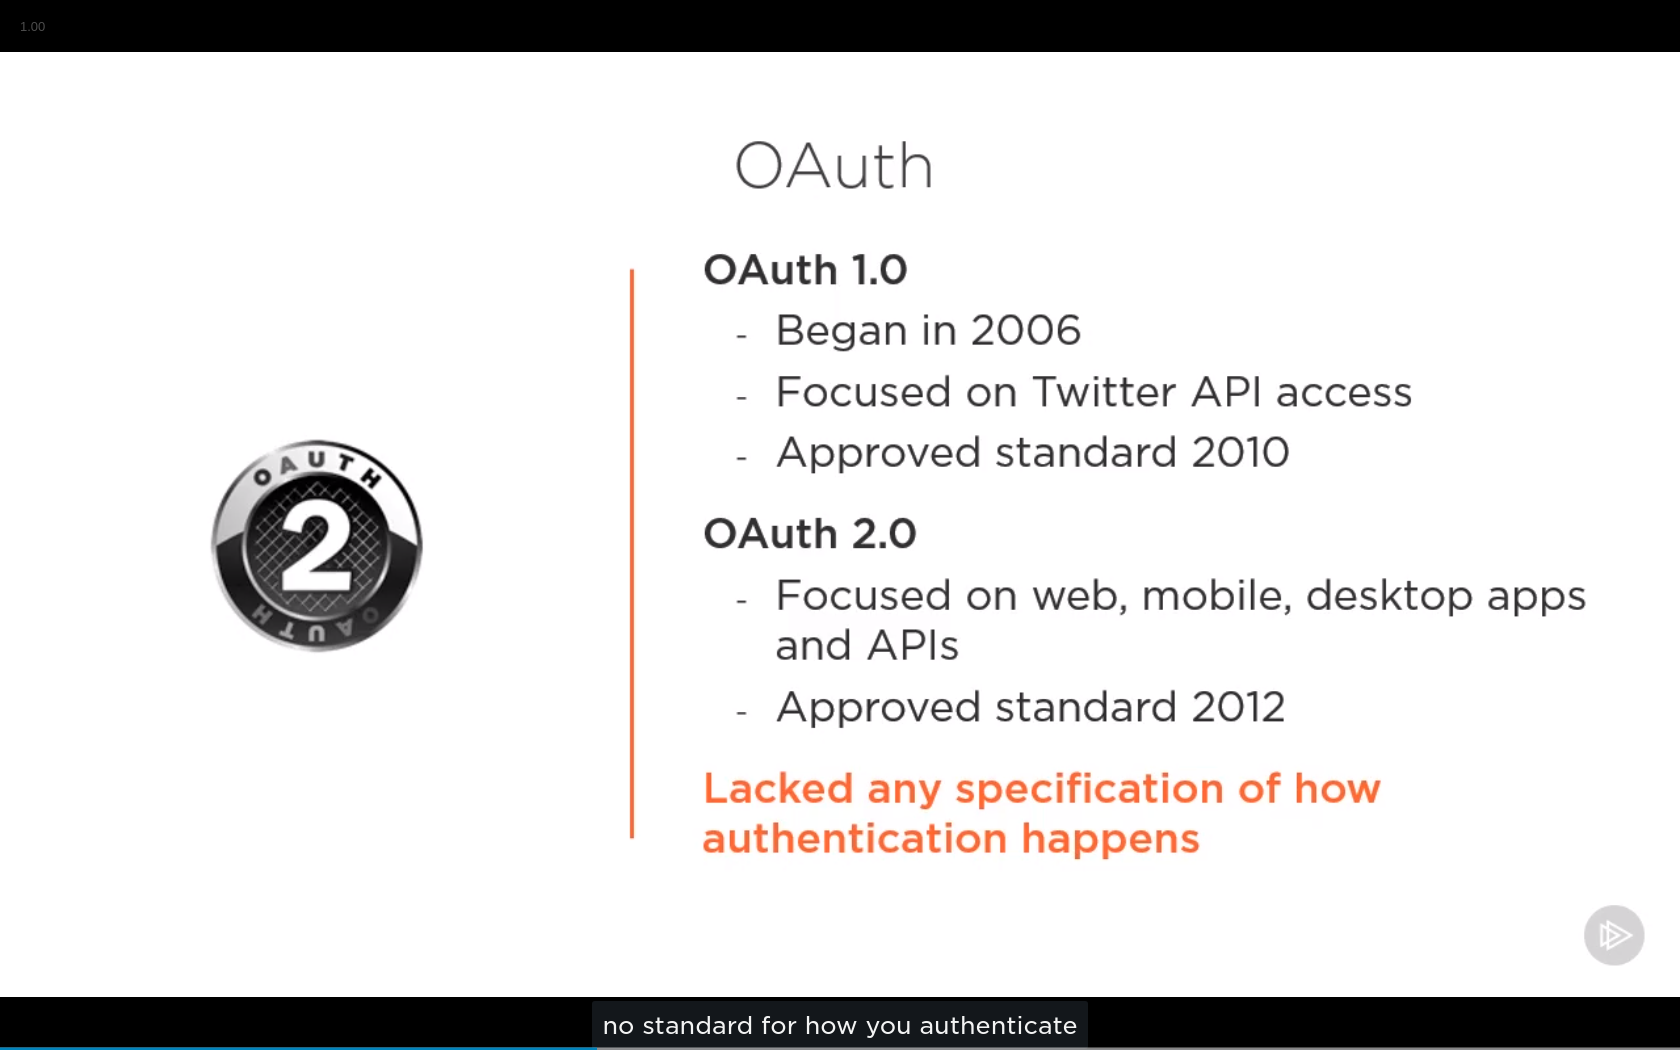 1.00
OAuth
OAuth 1.0
- Began in 2006
- Focused on Twitter API access
- Approved standard 2010
OAUTH
2
OAUTH
OAuth 2.0
- Focused on web, mobile, desktop apps
and APIs
- Approved standard 2012
Lacked any specification of how
authentication happens
no standard for how you authenticate